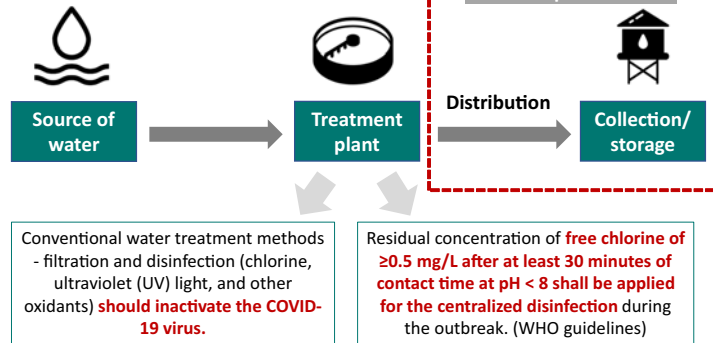 Distribution
Source of
water
Treatment
plant
Collection/
storage
Conventional water treatment methods
- filtration and disinfection (chlorine,
ultraviolet (UV) light, and other
oxidants) should inactivate the COVID-
19 virus.
Residual concentration of free chlorine of
≥0.5 mg/L after at least 30 minutes of
contact time at pH < 8 shall be applied
for the centralized disinfection during
the outbreak. (WHO guidelines)